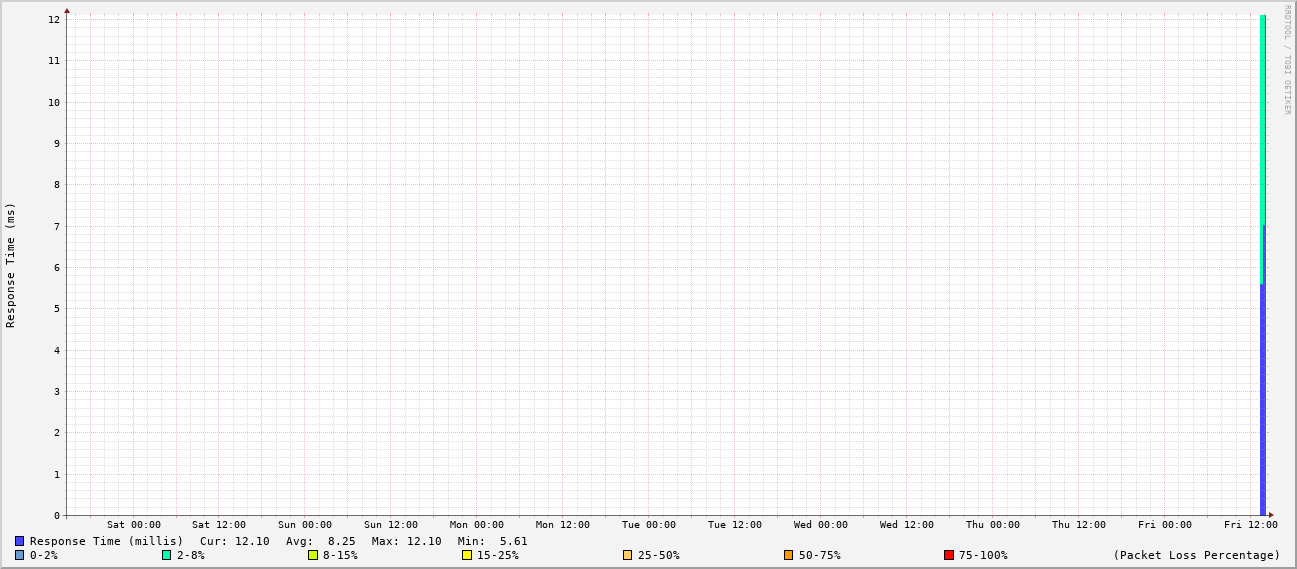 RRDTOOL / TOBI OETIKER
Response Time (ms)
12
11
10
9
8
7
6
5
4
3
2
1
0
Sat 00:00 Sat 12:00 Sun 00:00 Sun 12:00 Mon 00:00 Mon 12:00 Tue 00:00 Tue 12:00 Wed 00:00 Wed 12:00 Thu 00:00 Thu 12:00 Fri 00:00 Fri 12:00
Response Time (millis) Cur: 12.10 Avg: 8.25 Max: 12.10 Min: 5.61
0-2% 2-8% 8-15% 15-25% 25-50% 50-75% 75-100% (Packet Loss Percentage)